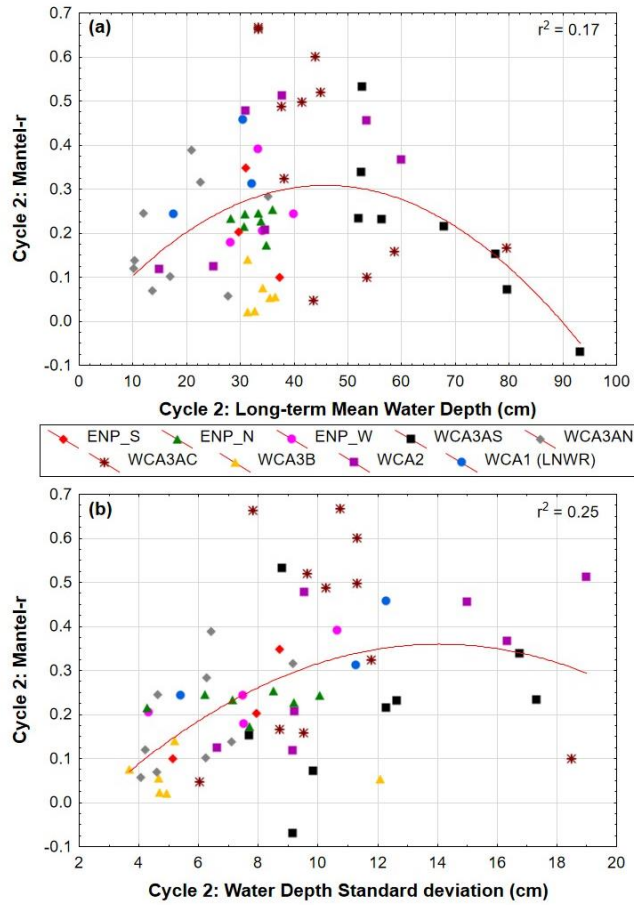 (a)
r² = 0.17
Cycle 2: Mantel-r
0.7
0.6
0.5
0.4
0.3
0.2
0.1
0.0
-0.1
0 10 20 30 40 50 60 70 80 90 100
Cycle 2: Long-term Mean Water Depth (cm)
ENP_S ENP_N ENP_W WCA3AS WCA3AN
WCA3AC WCA3B WCA2 WCA1 (LNWR)
(b)
r² = 0.25
Cycle 2: Mantel-r
0.7
0.6
0.5
0.4
0.3
0.2
0.1
0.0
-0.1
2 4 6 8 10 12 14 16 18 20
Cycle 2: Water Depth Standard deviation (cm)